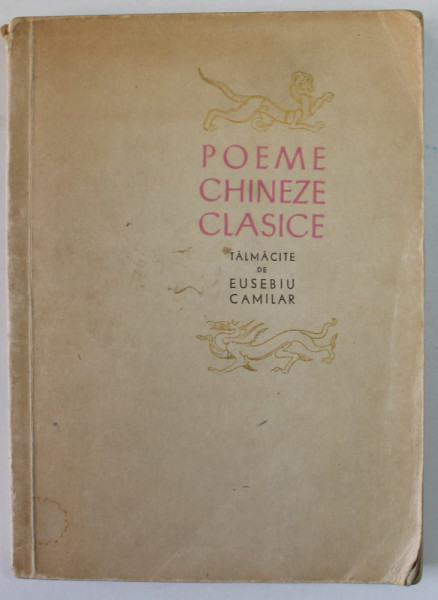 POEME
CHINEZE
CLASICE
TĂLMĂCITE
DE
EUSEBIU
CAMILAR